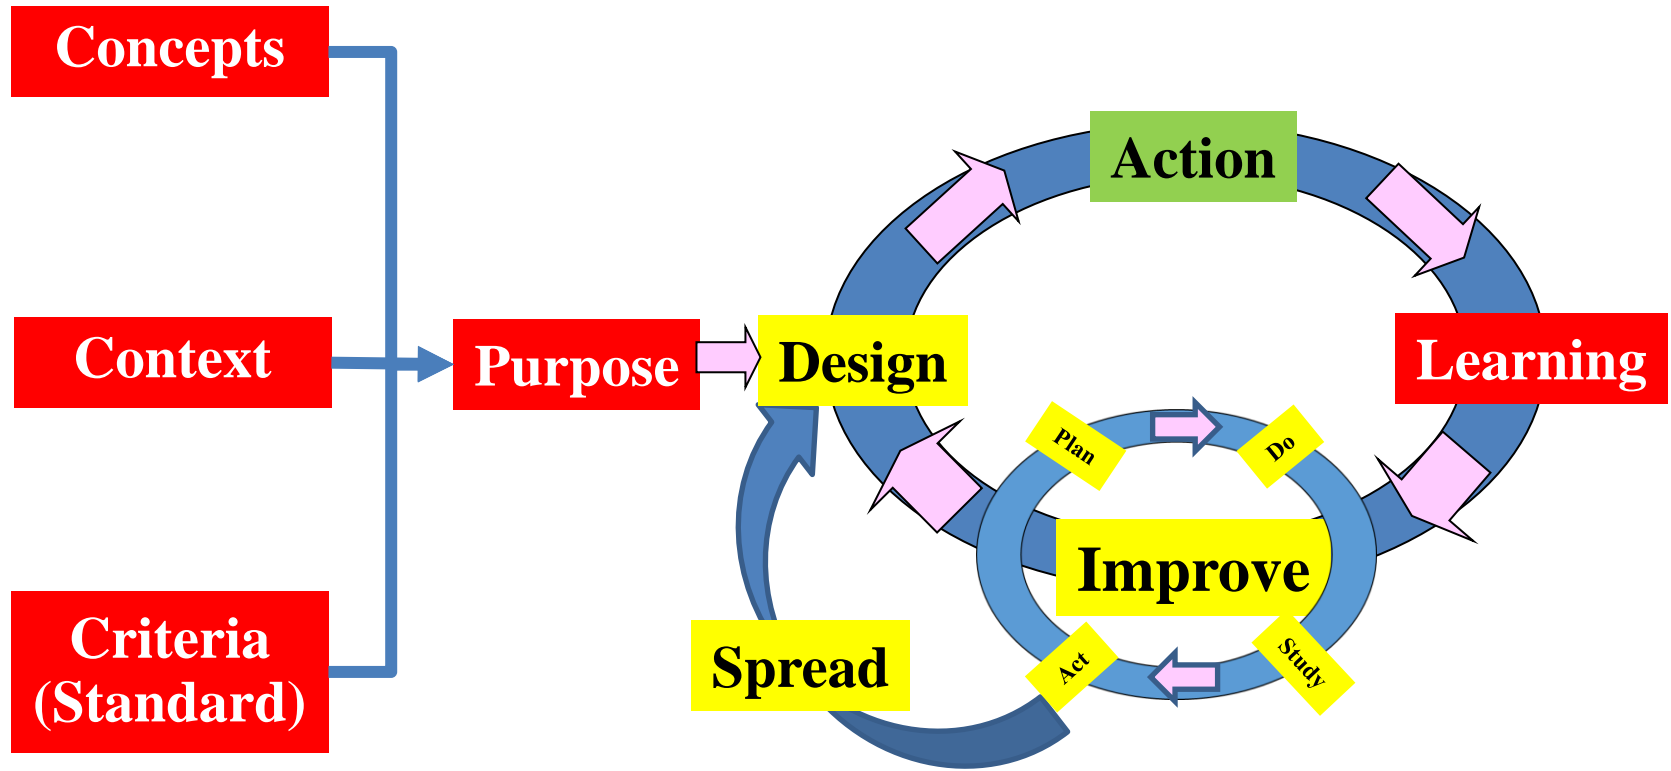 Concepts
Context
Criteria
(Standard)
Purpose
Design
Action
Learning
Improve
Plan
Do
Study
Act
Spread